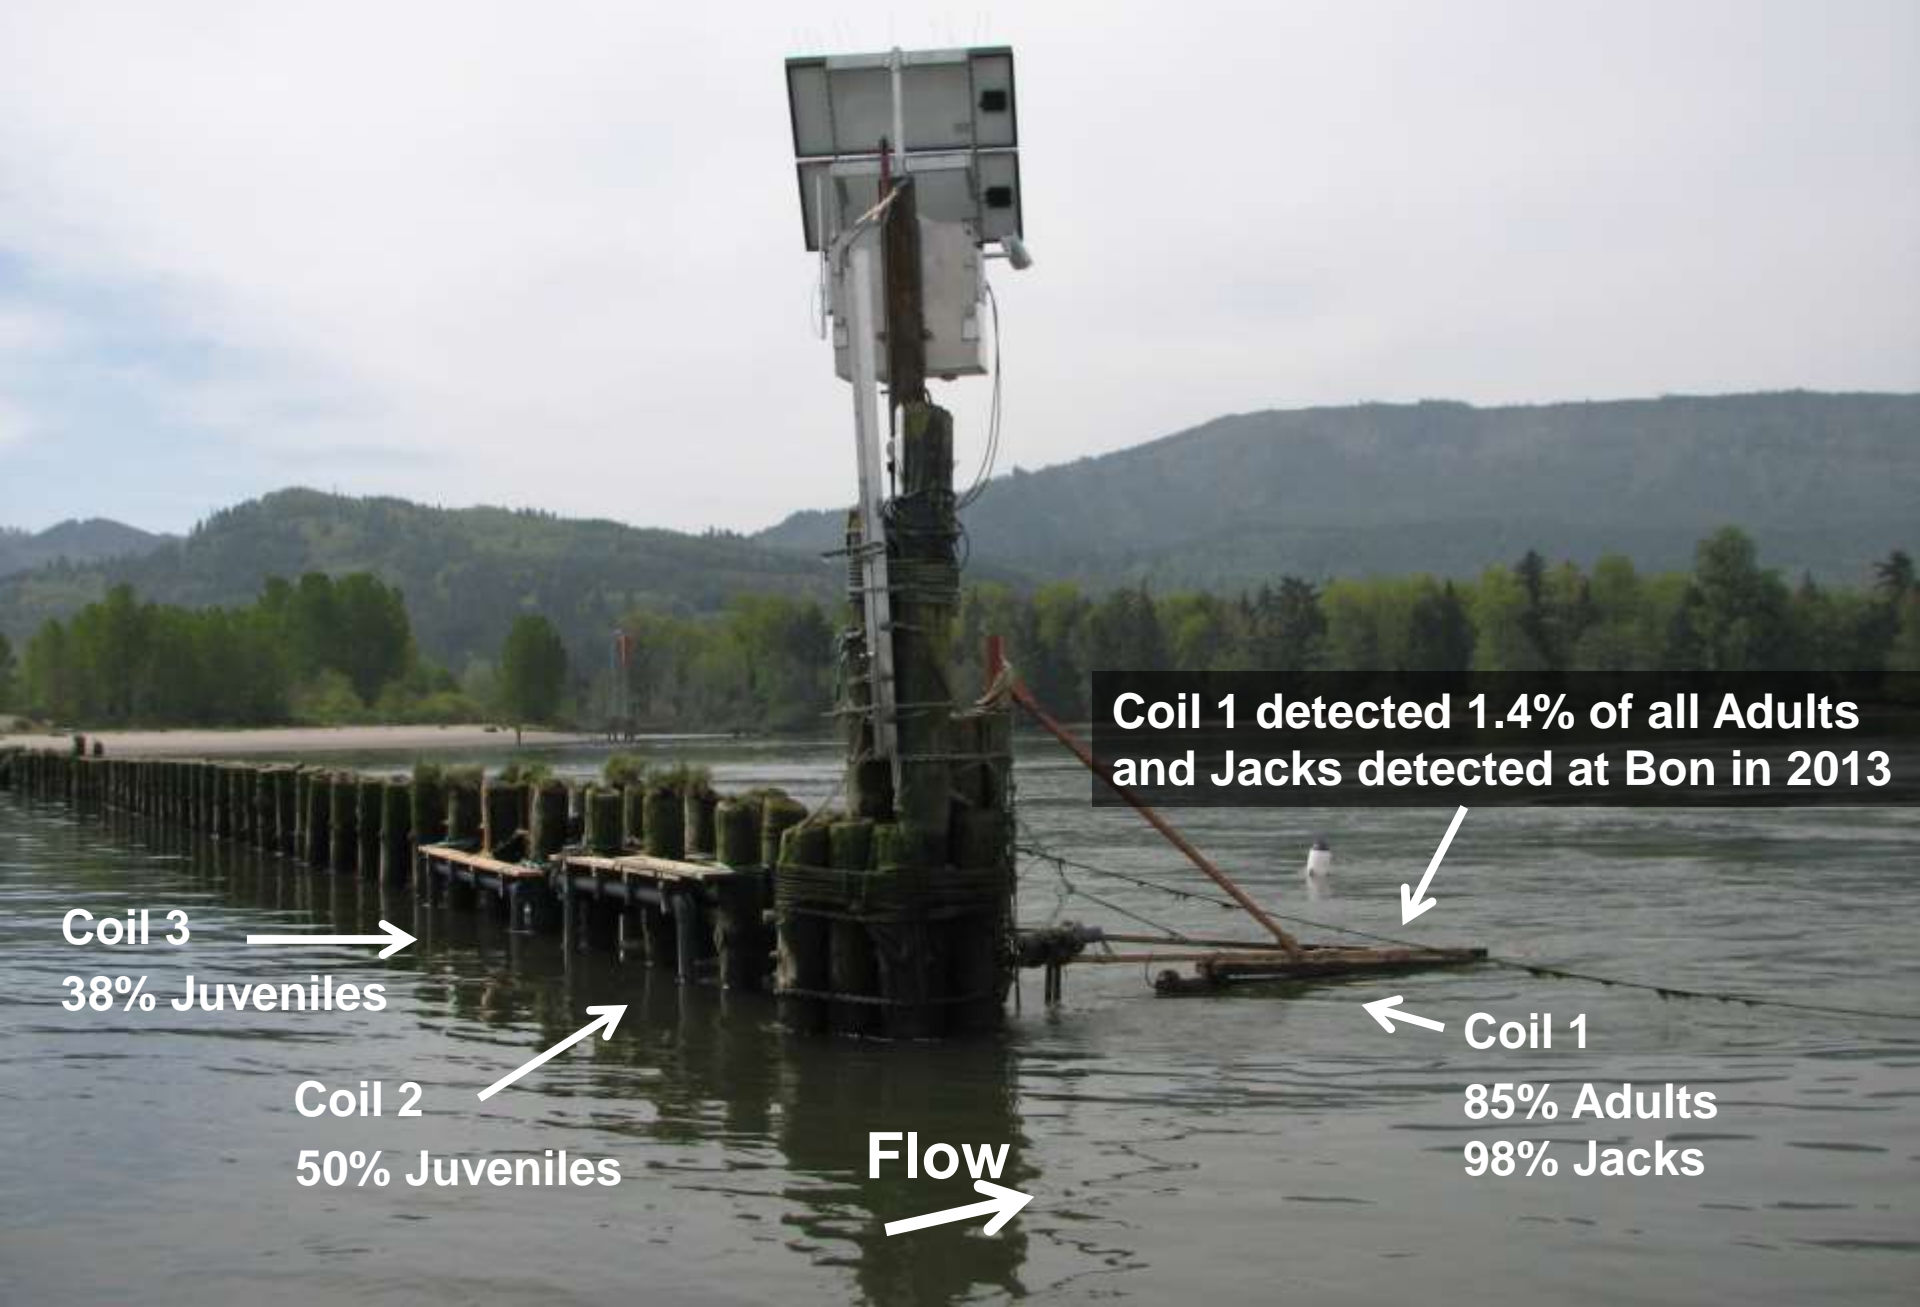 Coil 1 detected 1.4% of all Adults
and Jacks detected at Bon in 2013
Coil 3
38% Juveniles
Coil 2
50% Juveniles
Flow
Coil 1
85% Adults
98% Jacks